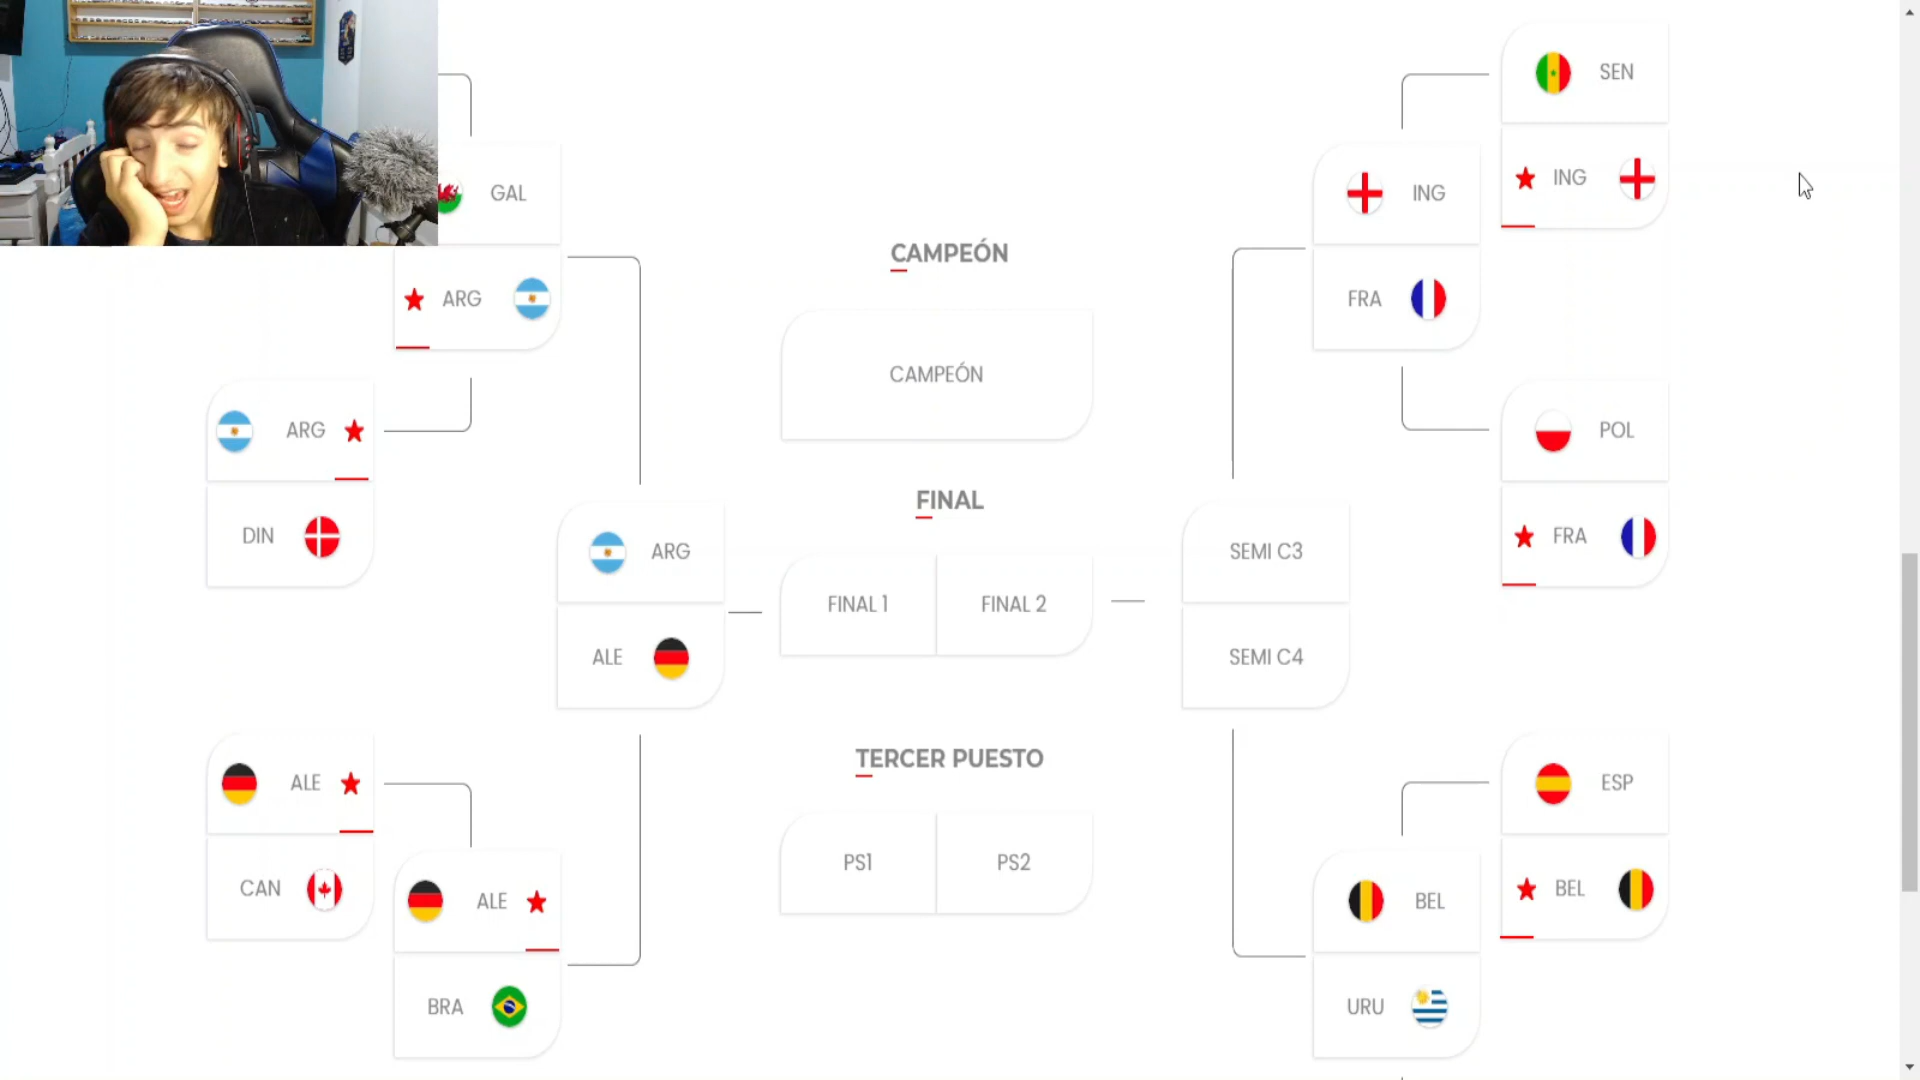 SEN
ING
GAL
ING
CAMPEÓN
ARG
FRA
CAMPEÓN
ARG
POL
FINAL
DIN
FRA
ARG
SEMI C3
FINAL 1
FINAL 2
ALE
SEMI C4
TERCER PUESTO
ALE
ESP
PS1
PS2
CAN
BEL
ALE
BEL
BRA
URU